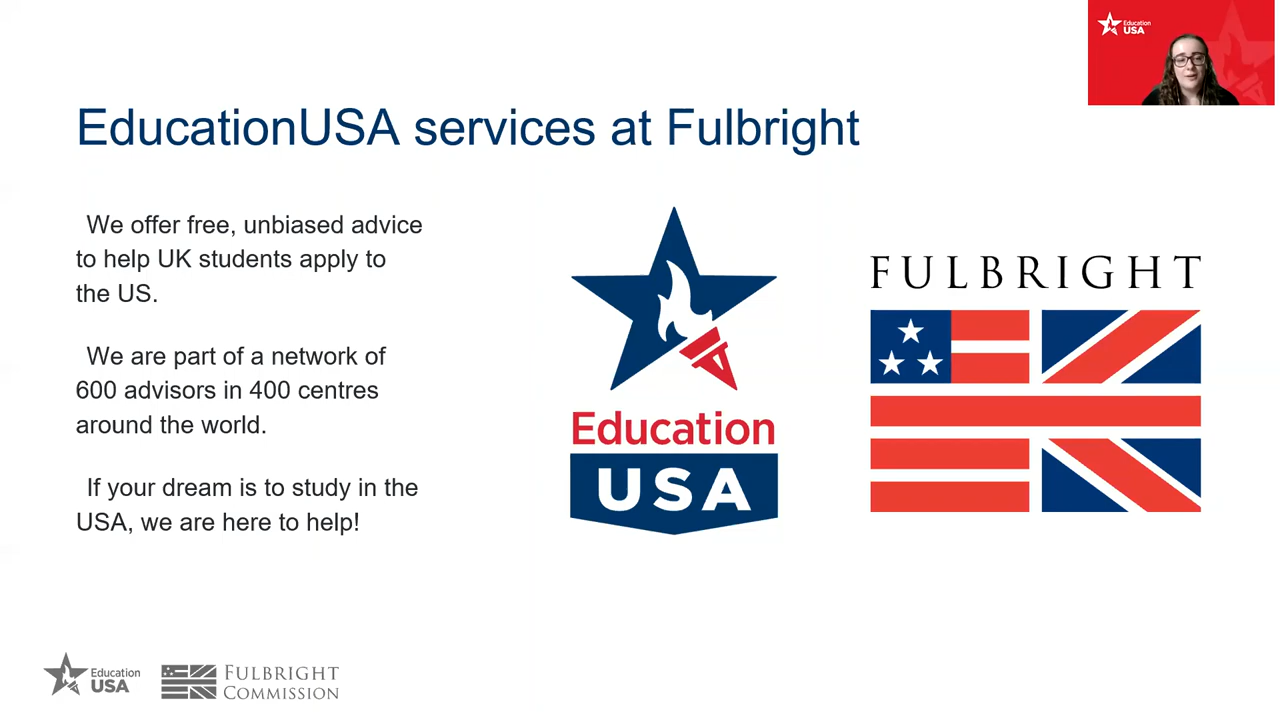 Education
USA
EducationUSA services at Fulbright
We offer free, unbiased advice
to help UK students apply to
the US.
We are part of a network of
600 advisors in 400 centres
around the world.
If your dream is to study in the
USA, we are here to help!
Education
USA
FULBRIGHT
Education
USA
FULBRIGHT
COMMISSION